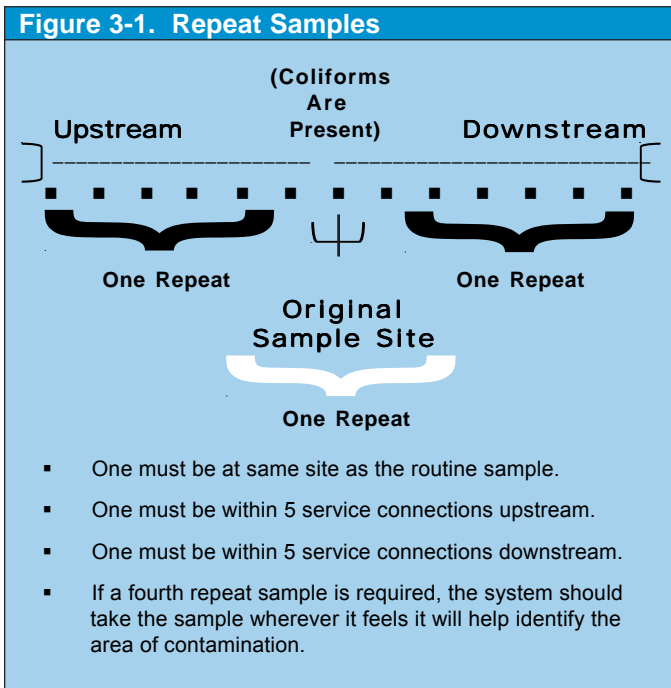 Figure 3-1. Repeat Samples
(Coliforms
Are
Present)
Upstream
Downstream
One Repeat
One Repeat
Original
Sample Site
One Repeat
▪ One must be at same site as the routine sample.
▪ One must be within 5 service connections upstream.
▪ One must be within 5 service connections downstream.
▪ If a fourth repeat sample is required, the system should
take the sample wherever it feels it will help identify the
area of contamination.